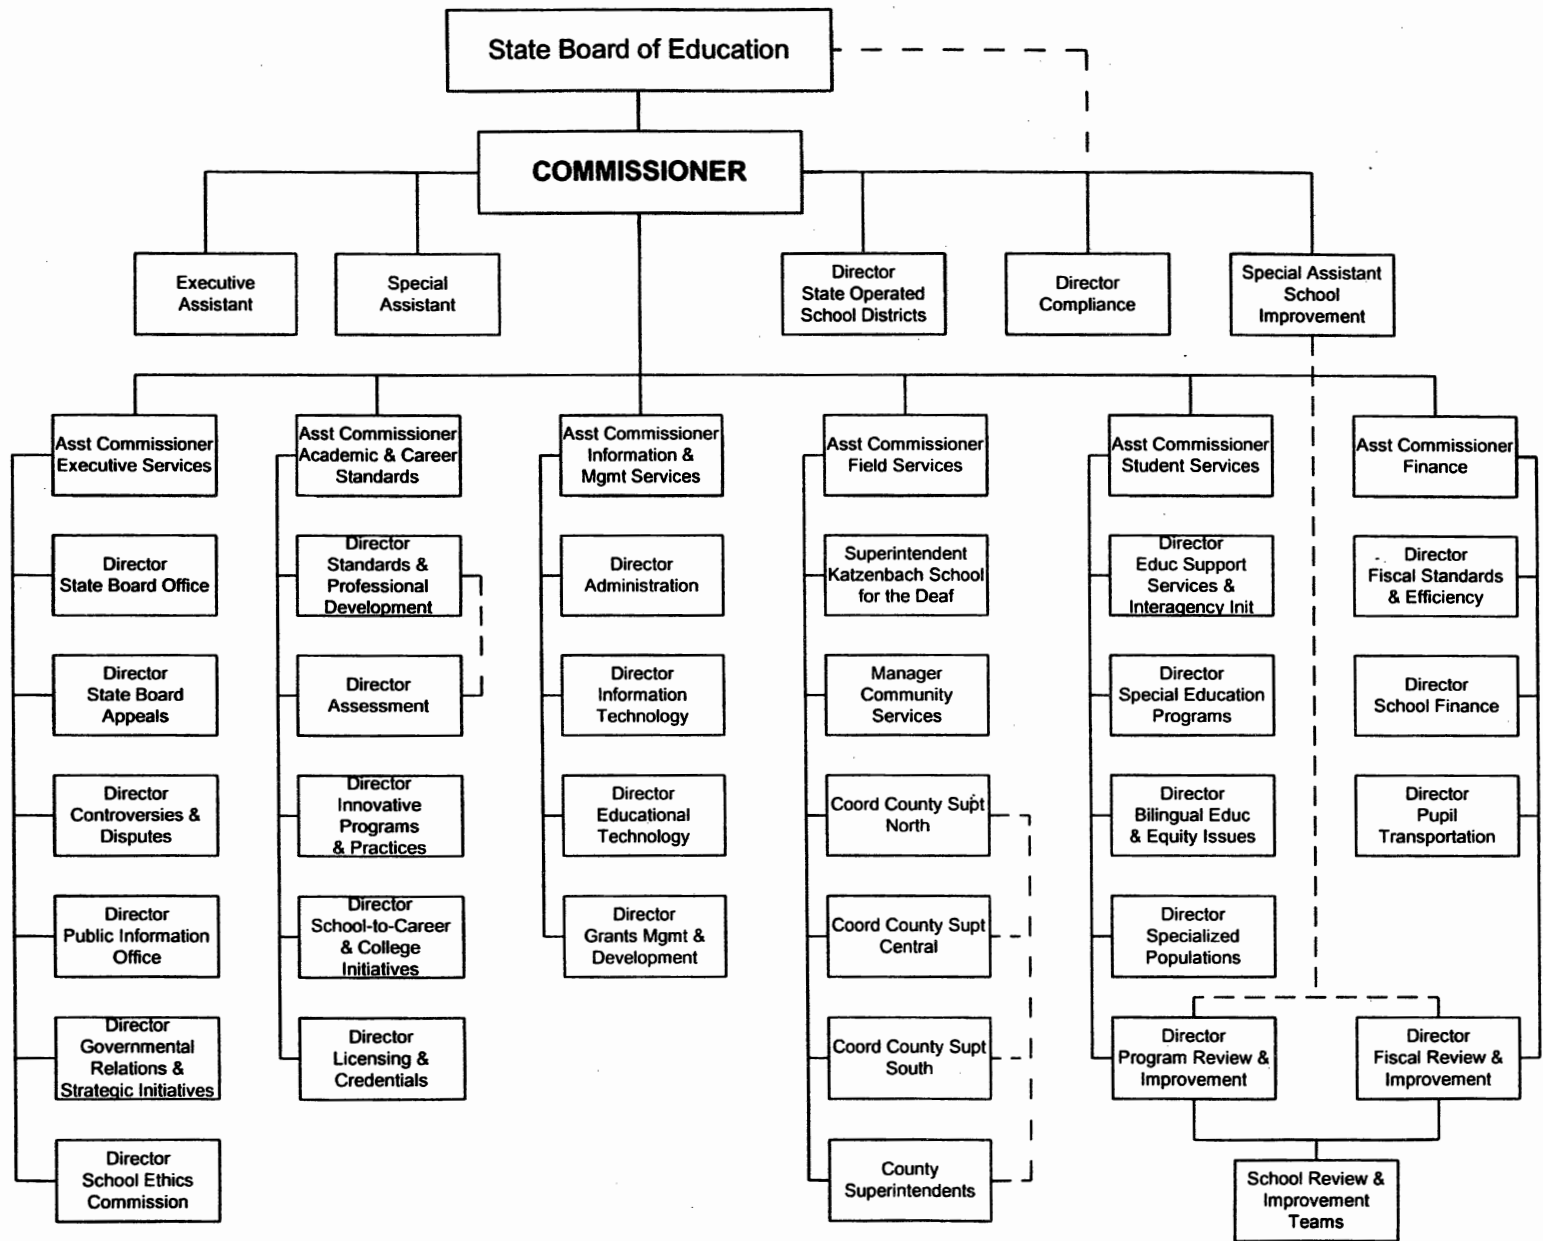 State Board of Education
COMMISSIONER
Executive
Assistant
Special
Assistant
Director
State Operated
School Districts
Director
Compliance
Special Assistant
School
Improvement
Asst Commissioner
Executive Services
Director
State Board Office
Director
State Board
Appeals
Director
Controversies &
Disputes
Director
Public Information
Office
Director
Governmental
Relations &
Strategic Initiatives
Director
School Ethics
Commission
Asst Commissioner
Academic & Career
Standards
Director
Standards &
Professional
Development
Director
Assessment
Director
Innovative
Programs
& Practices
Director
School-to-Career
& College
Initiatives
Director
Licensing &
Credentials
Asst Commissioner
Information &
Mgmt Services
Director
Administration
Director
Information
Technology
Director
Educational
Technology
Director
Grants Mgmt &
Development
Asst Commissioner
Field Services
Superintendent
Katzenbach School
for the Deaf
Manager
Community
Services
Coord County Supt
North
Coord County Supt
Central
Coord County Supt
South
County
Superintendents
Asst Commissioner
Student Services
Director
Educ Support
Services &
Interagency Init
Director
Special Education
Programs
Director
Bilingual Educ
& Equity Issues
Director
Specialized
Populations
Director
Program Review &
Improvement
Asst Commissioner
Finance
Director
Fiscal Standards
& Efficiency
Director
School Finance
Director
Pupil
Transportation
Director
Fiscal Review &
Improvement
School Review &
Improvement
Teams